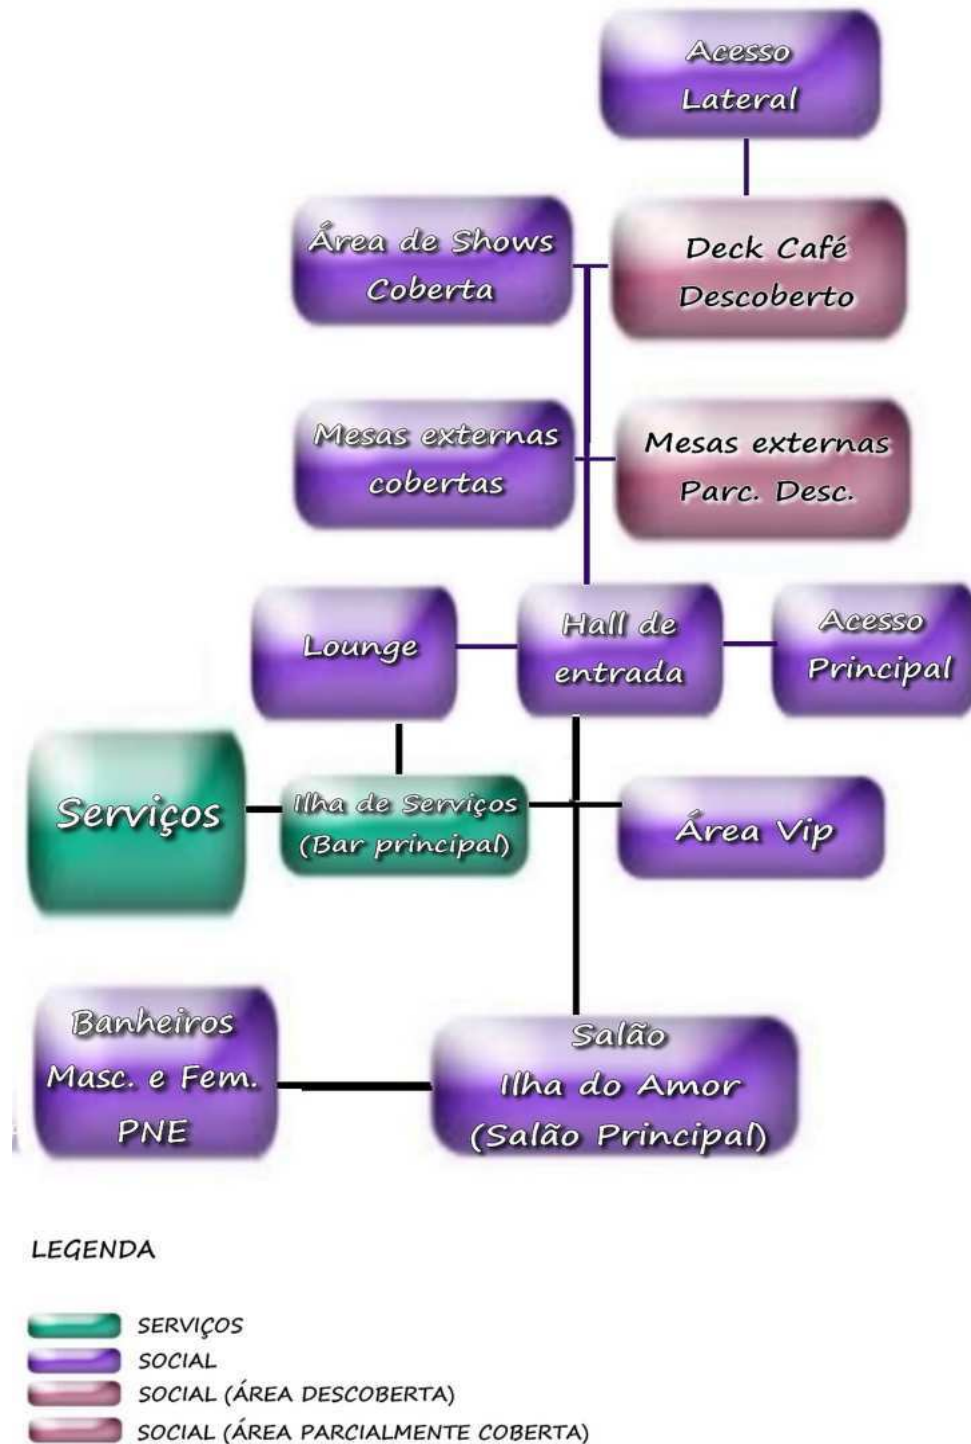 Acesso
Lateral
Área de Shows
Coberta
Deck Café
Descoberto
Mesas externas
cobertas
Mesas externas
Parc. Desc.
Lounge
Hall de
entrada
Acesso
Principal
Serviços
Ilha de Serviços
(Bar principal)
Área Vip
Banheiros
Masc. e Fem.
PNE
Salão
Ilha do Amor
(Salão Principal)
LEGENDA
SERVIÇOS
SOCIAL
SOCIAL (ÁREA DESCOBERTA)
SOCIAL (ÁREA PARCIALMENTE COBERTA)